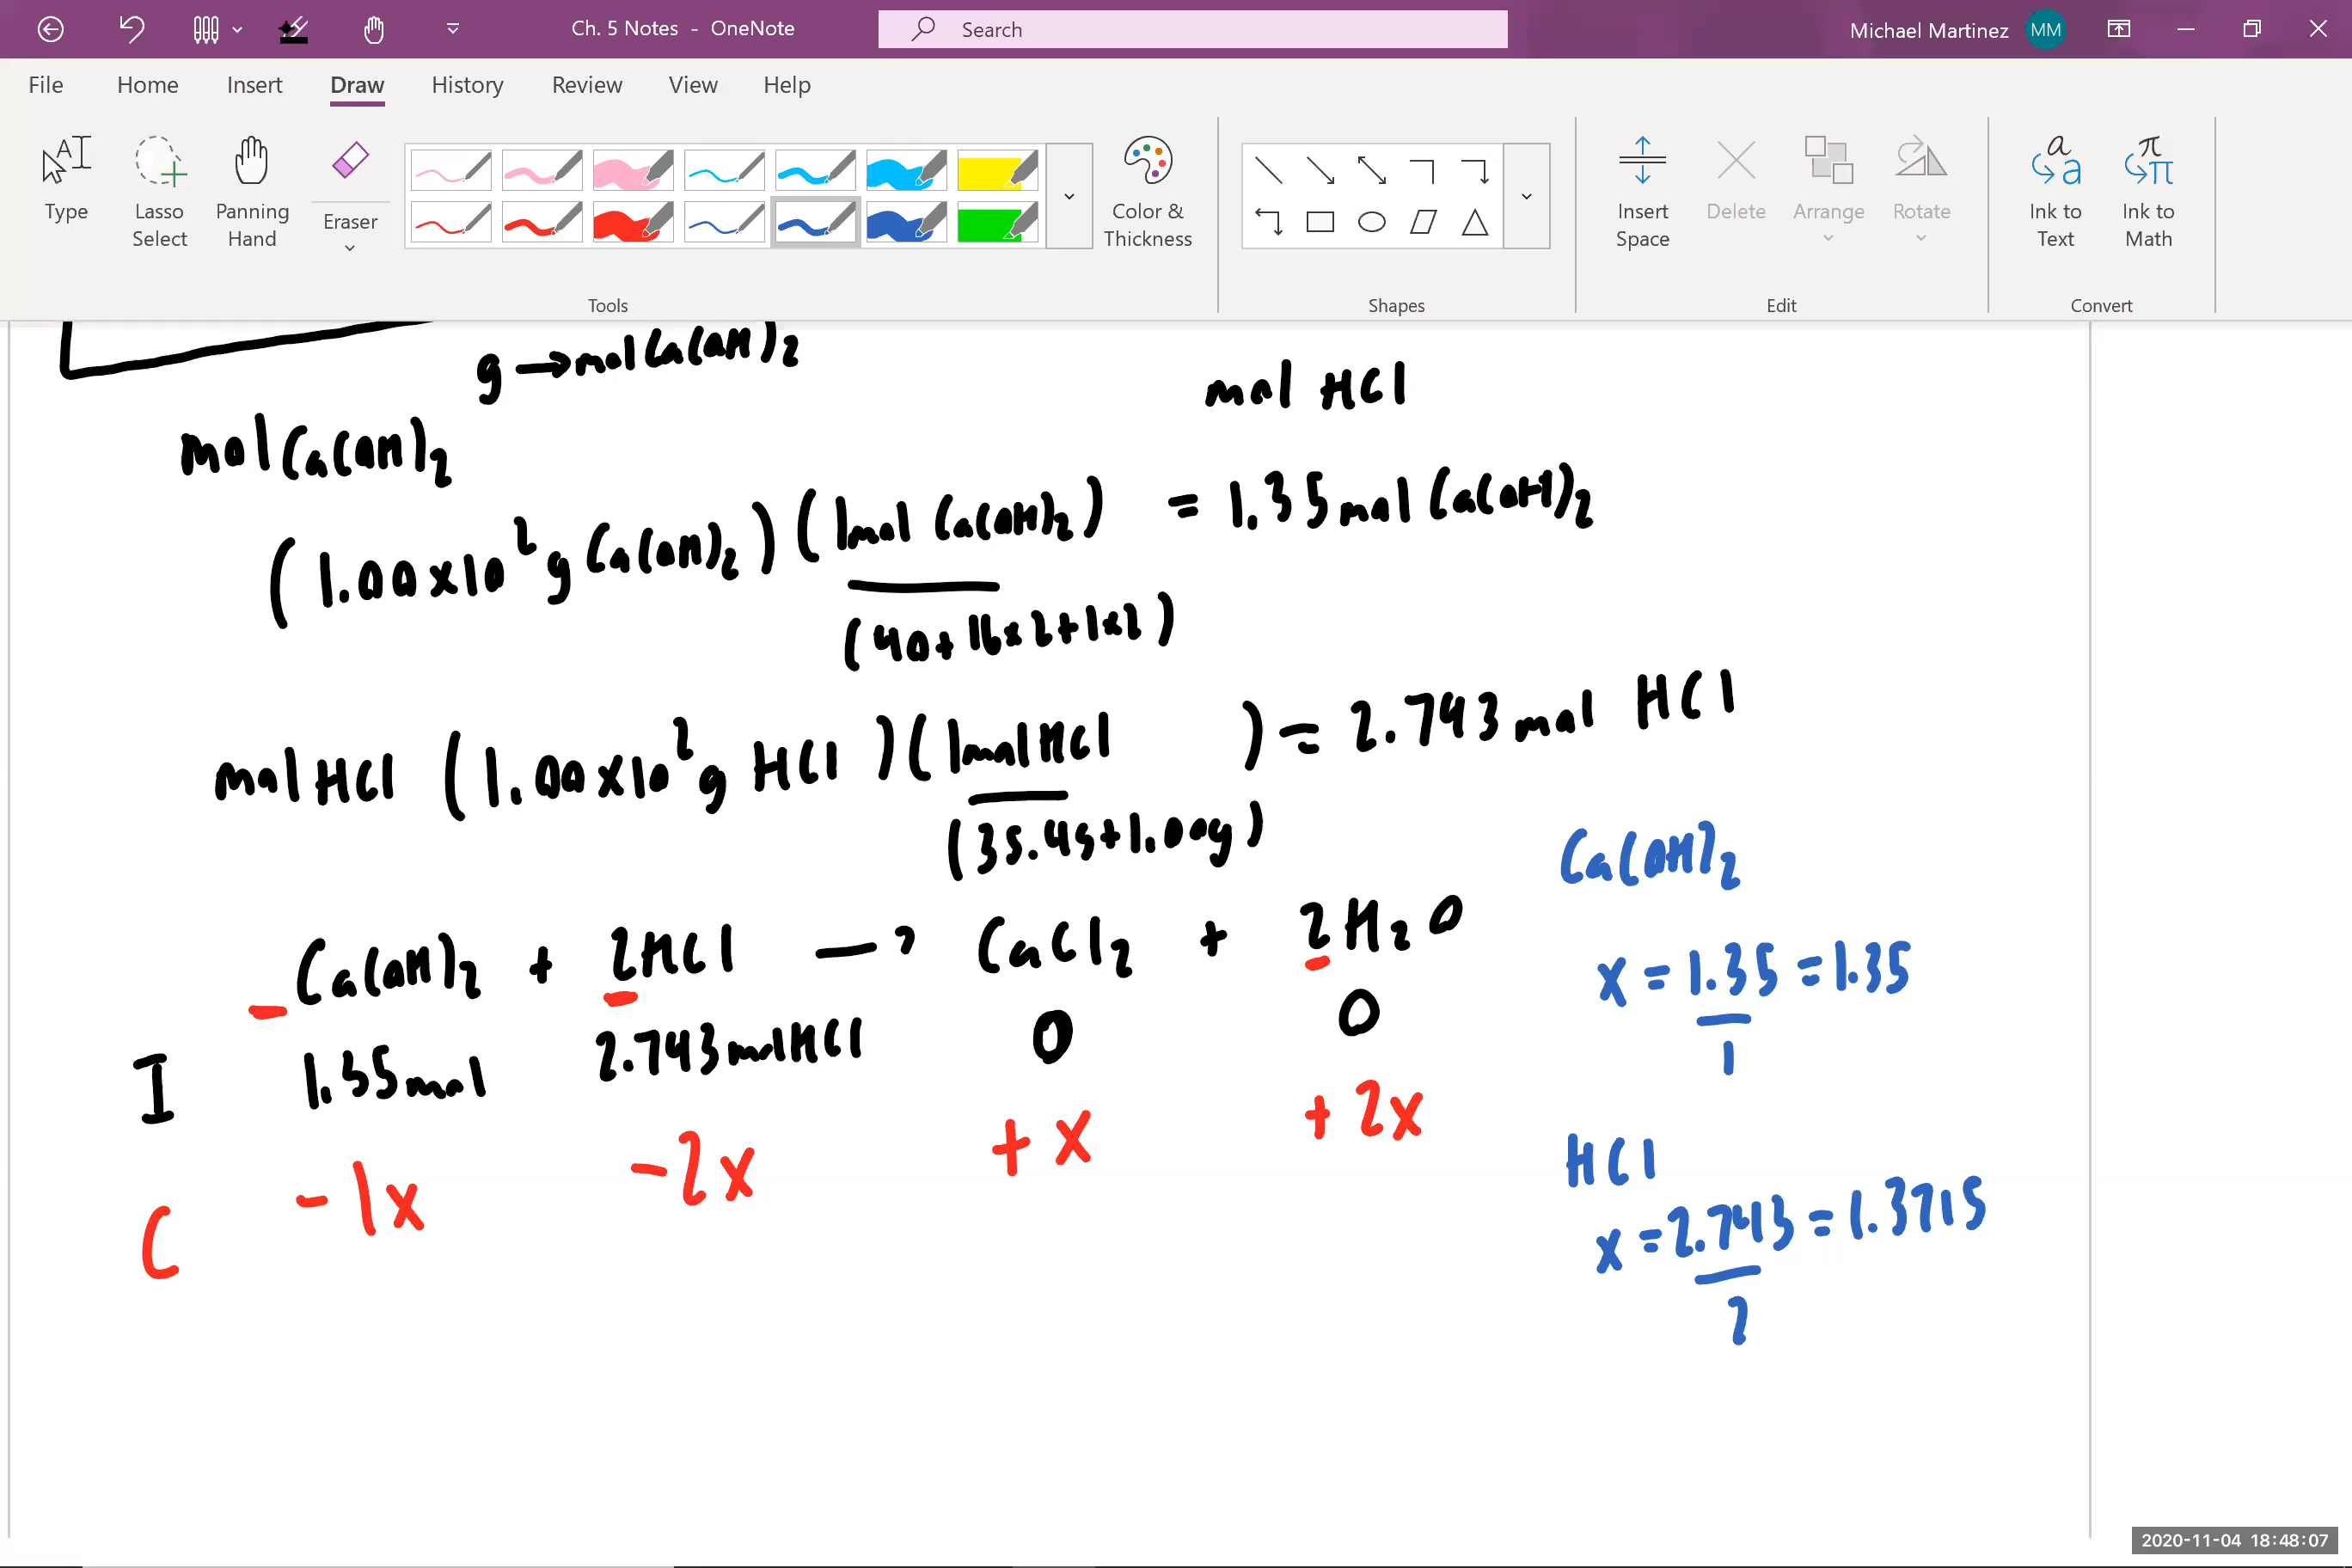 Ch. 5 Notes - OneNote
Search
Michael Martinez MM
File Home Insert Draw History Review View Help
Type
Lasso Select
Panning Hand
Eraser
Color & Thickness
Insert Space
Delete
Arrange
Rotate
Ink to Text
Ink to Math
Tools
Shapes
Edit
Convert
g → mol Ca(OH)2
mol HCl
mol Ca(OH)2
(1.00x10^2 g Ca(OH)2)(1 mol Ca(OH)2) = 1.35 mol Ca(OH)2
(40+16x2+1x2)
mol HCl (1.00x10^2 g HCl)(1 mol HCl) = 2.743 mol HCl
(35.45+1.00g)
Ca(OH)2
_Ca(OH)2 + 2HCl → CaCl2 + 2H2O
x = 1.35 = 1.35
1
I 1.35 mol 2.743 mol HCl 0 0
C -1x -2x +x +2x
HCl
x = 2.743 = 1.3715
2
2020-11-04 18:48:07